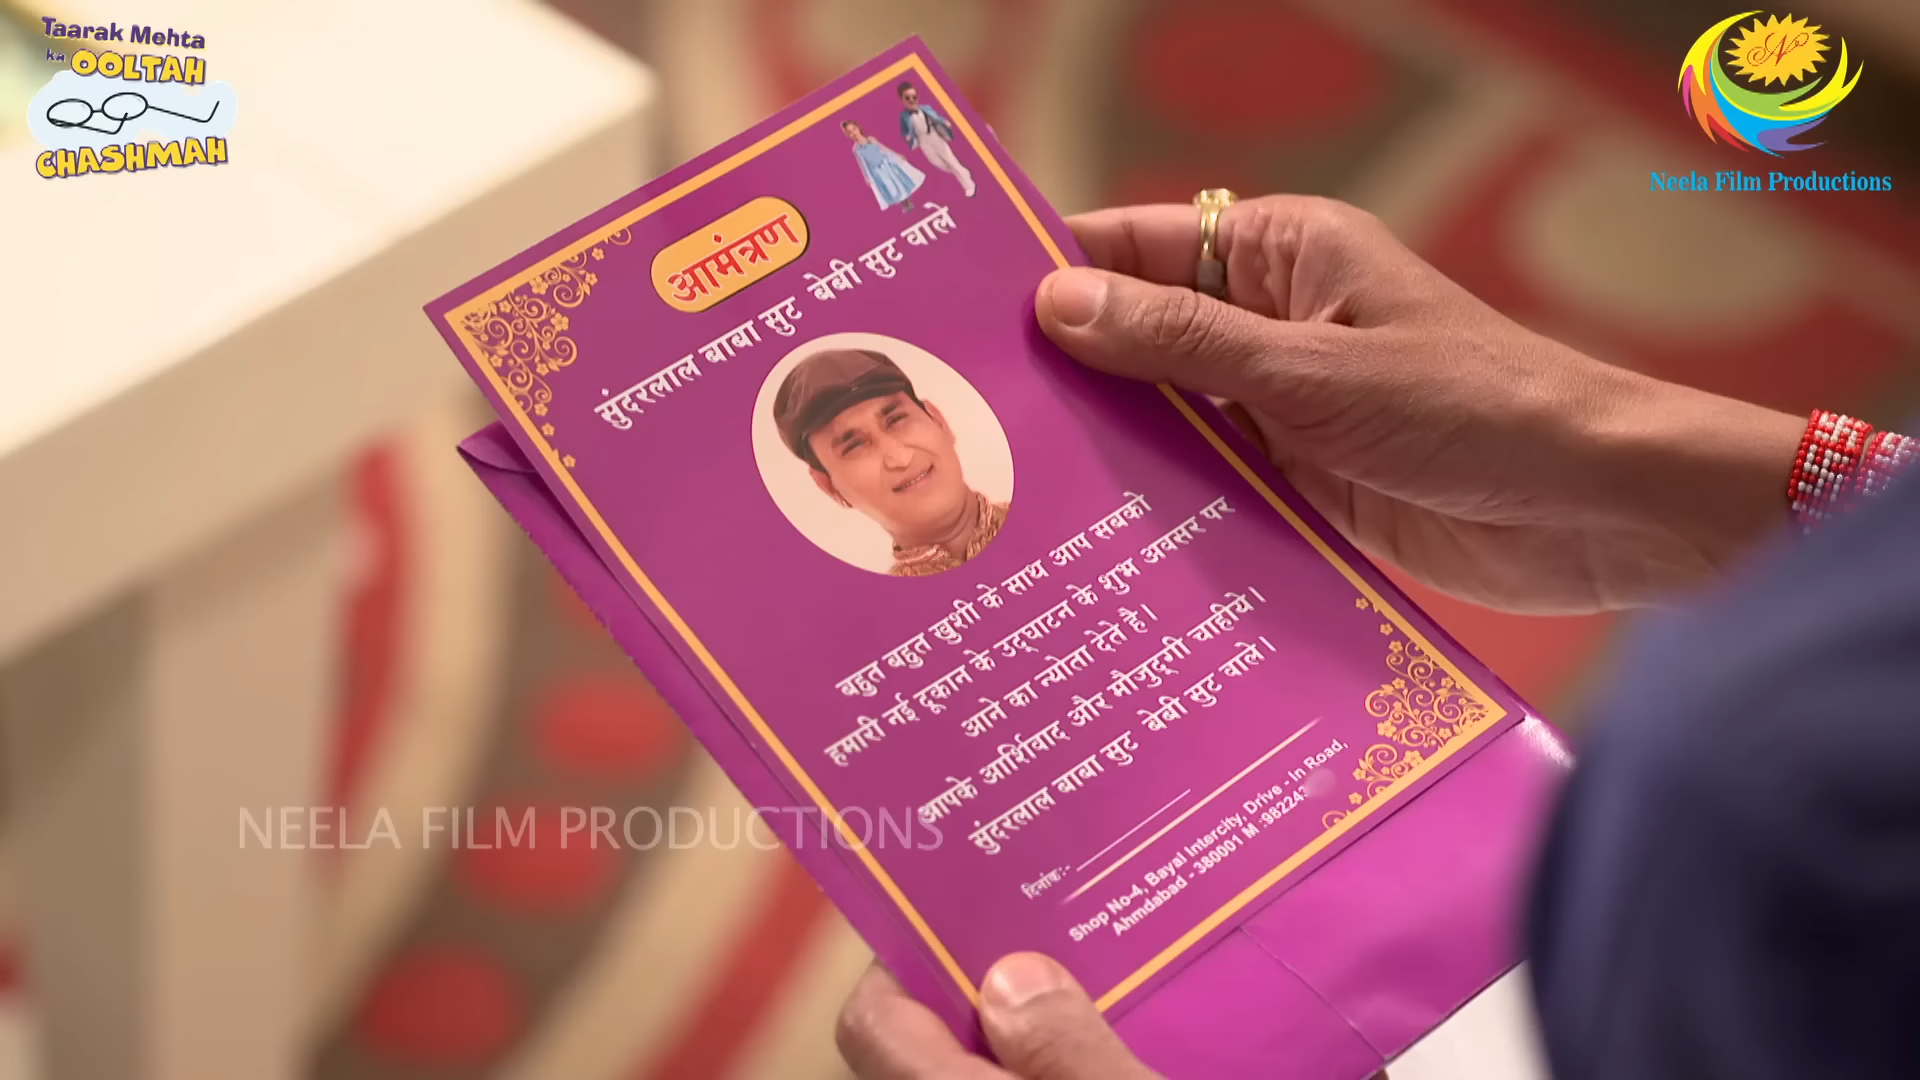 Taarak Mehta
ka OOLTAH
CHASHMAH
Neela Film Productions
आमंत्रण
सुंदरलाल बाबा सुट बेबी सुट वाले
बहुत बहुत खुशी के साथ आप सबको
हमारी नई दूकान के उद्घाटन के शुभ अवसर पर
आने का न्योता देते है।
आपके आर्शिवाद और मौजुदूगी चाहीये।
सुंदरलाल बाबा सुट बेबी सुट वाले।
दिनांक:-
Shop No-4, Bayal Intercity, Drive - In Road,
Ahmdabad - 380001 M :98224
NEELA FILM PRODUCTIONS